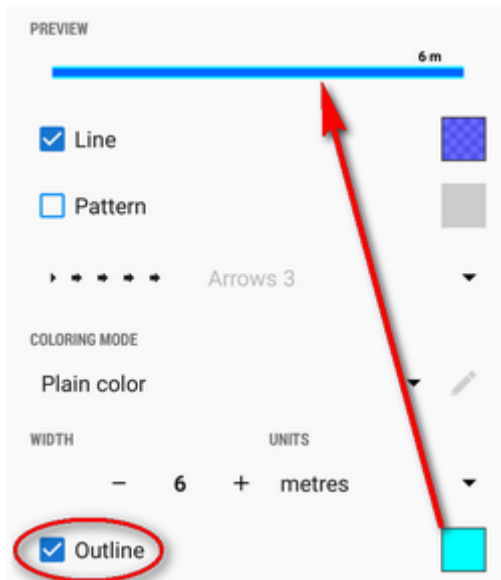 PREVIEW
6 m
Line
Pattern
Arrows 3
COLORING MODE
Plain color
WIDTH UNITS
− 6 + metres
Outline